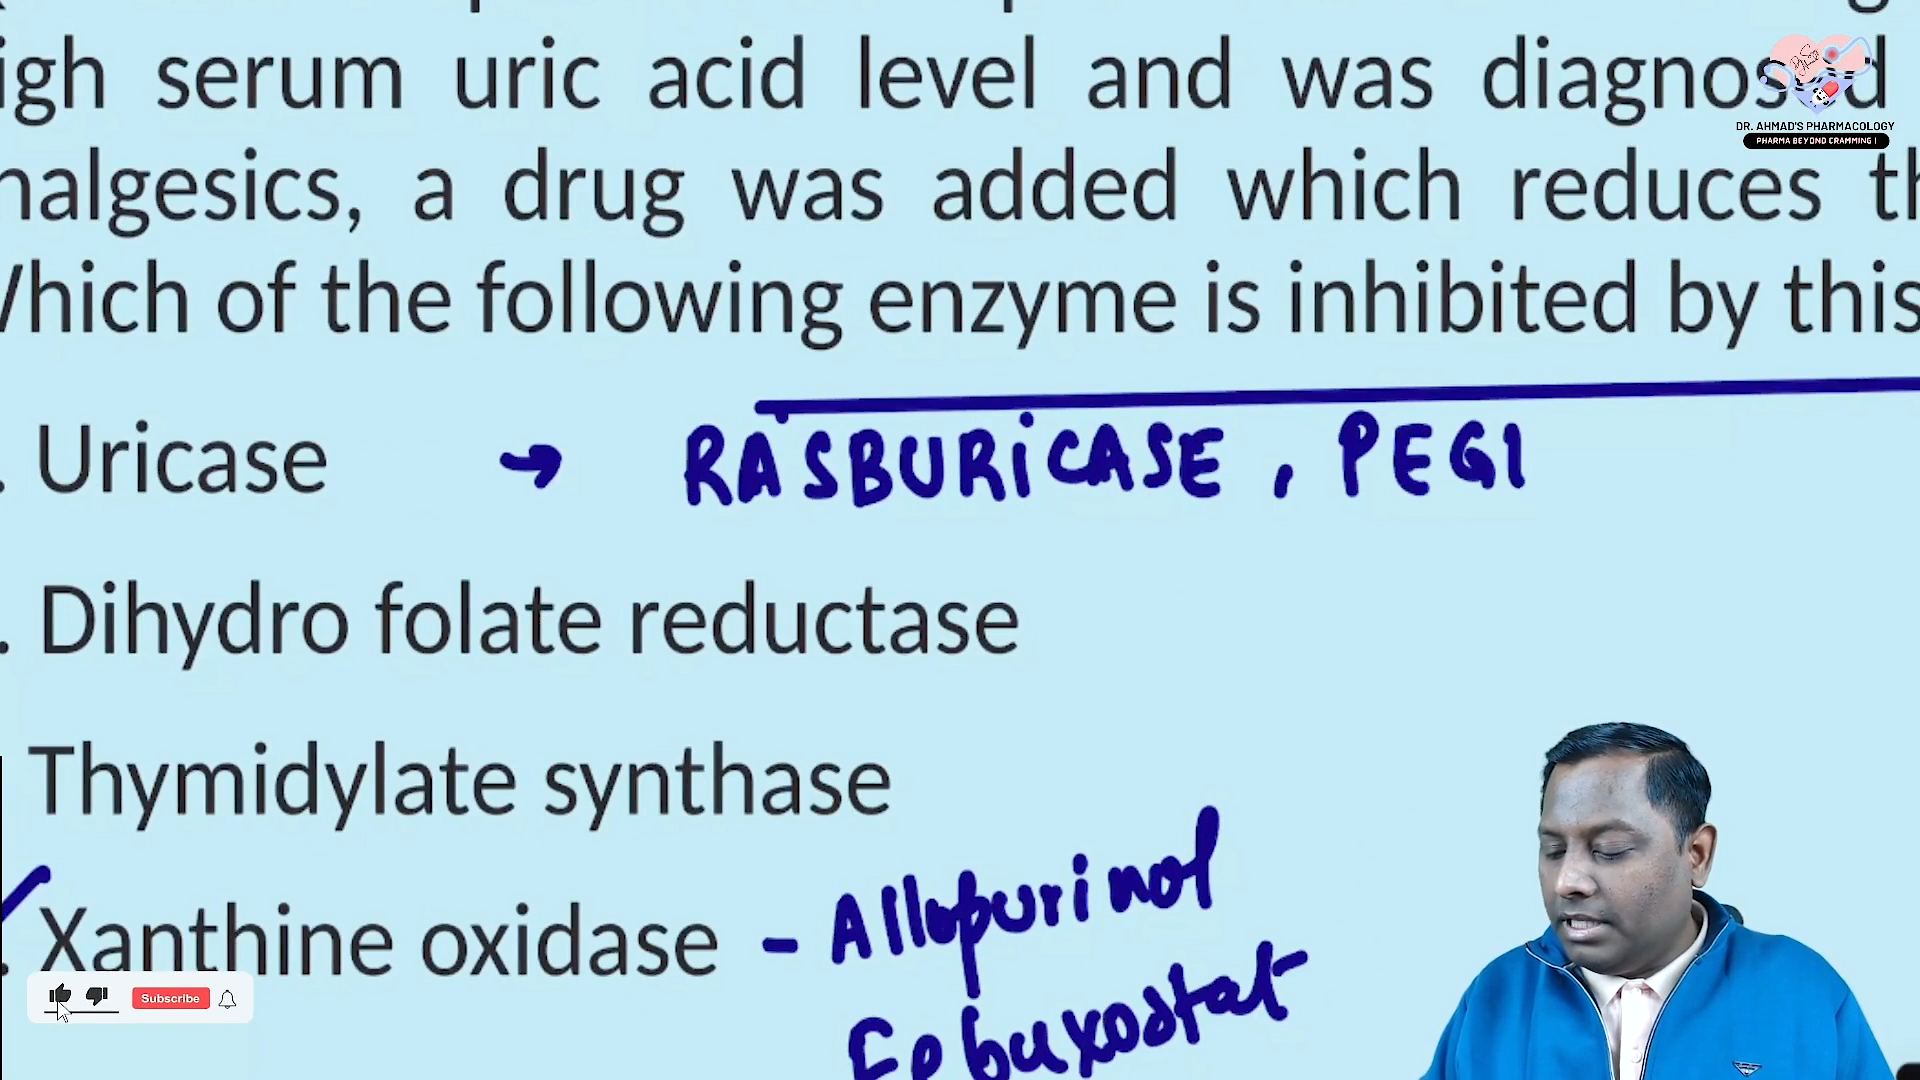 igh serum uric acid level and was diagnosed
DR. AHMAD'S PHARMACOLOGY
PHARMA BEYOND CRAMMING !
nalgesics, a drug was added which reduces th
Which of the following enzyme is inhibited by this
. Uricase → RASBURiCASE , PEGI
. Dihydro folate reductase
Thymidylate synthase
. Xanthine oxidase - Allopurinol
Febuxostat
Subscribe